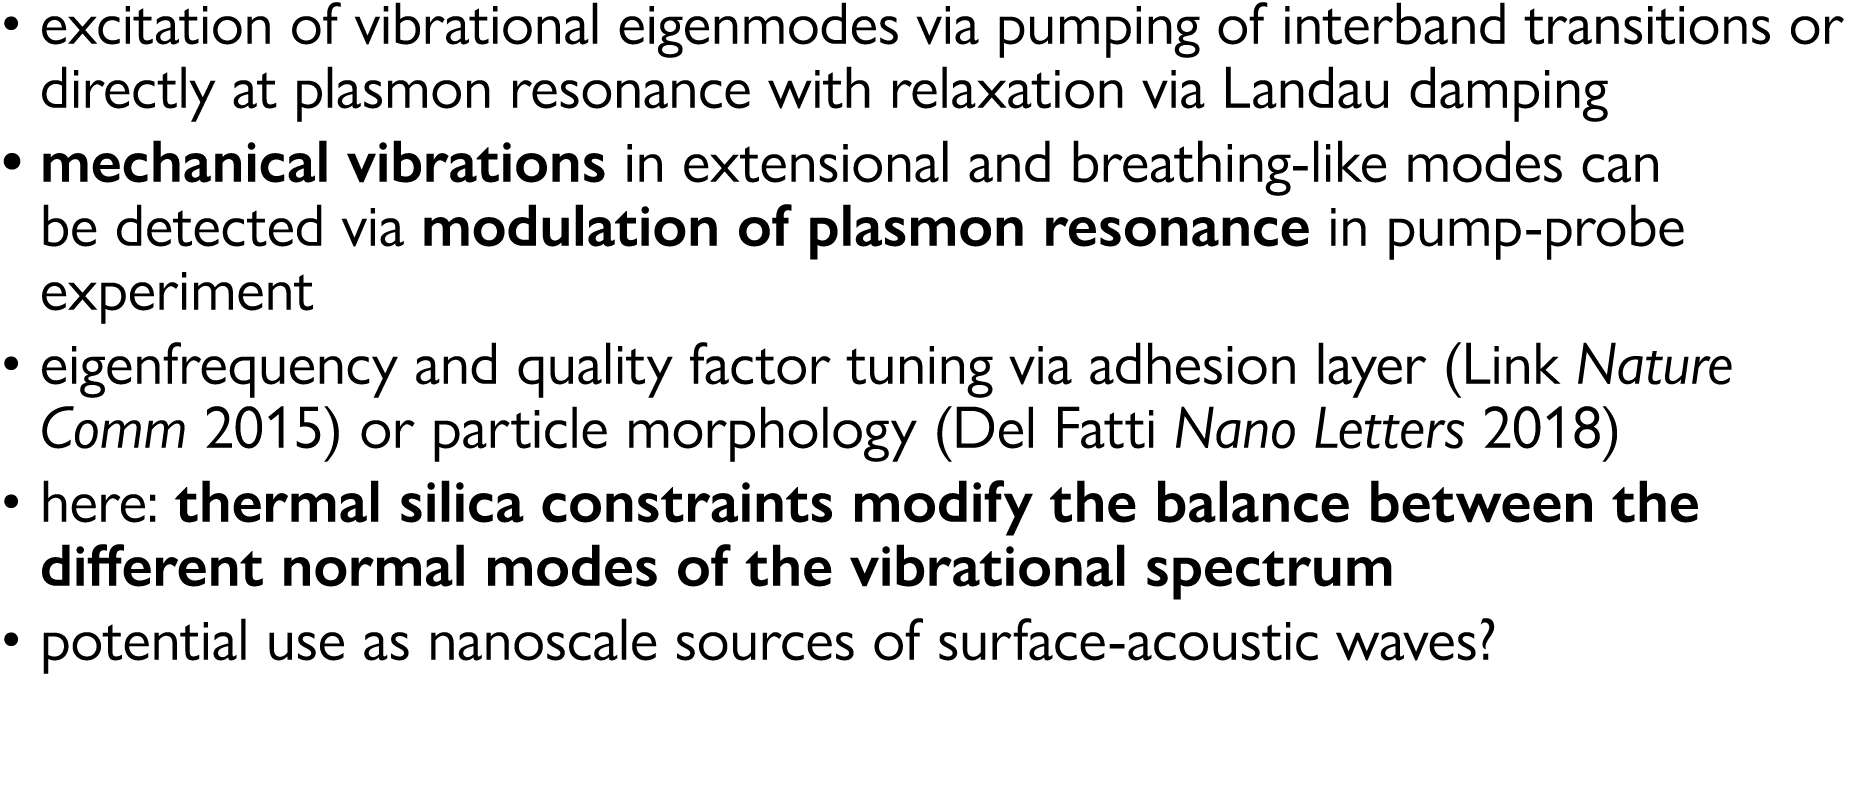 • excitation of vibrational eigenmodes via pumping of interband transitions or
directly at plasmon resonance with relaxation via Landau damping
• mechanical vibrations in extensional and breathing-like modes can
be detected via modulation of plasmon resonance in pump-probe
experiment
• eigenfrequency and quality factor tuning via adhesion layer (Link Nature
Comm 2015) or particle morphology (Del Fatti Nano Letters 2018)
• here: thermal silica constraints modify the balance between the
different normal modes of the vibrational spectrum
• potential use as nanoscale sources of surface-acoustic waves?